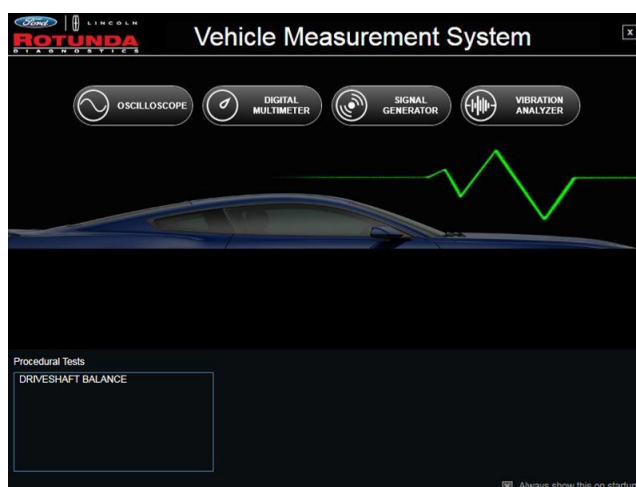 Ford
LINCOLN
ROTUNDA
DIAGNOSTICS
Vehicle Measurement System
x
OSCILLOSCOPE
DIGITAL
MULTIMETER
SIGNAL
GENERATOR
VIBRATION
ANALYZER
Procedural Tests
DRIVESHAFT BALANCE
Always show this on startup